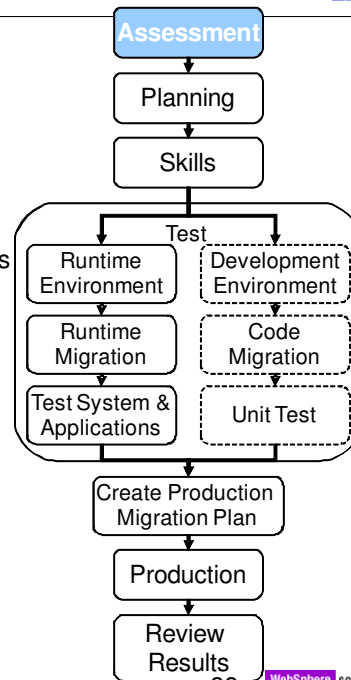 Assessment
Planning
Skills
Test
s
Runtime
Environment
Development
Environment
Runtime
Migration
Code
Migration
Test System &
Applications
Unit Test
Create Production
Migration Plan
Production
Review
Results
WebSphere